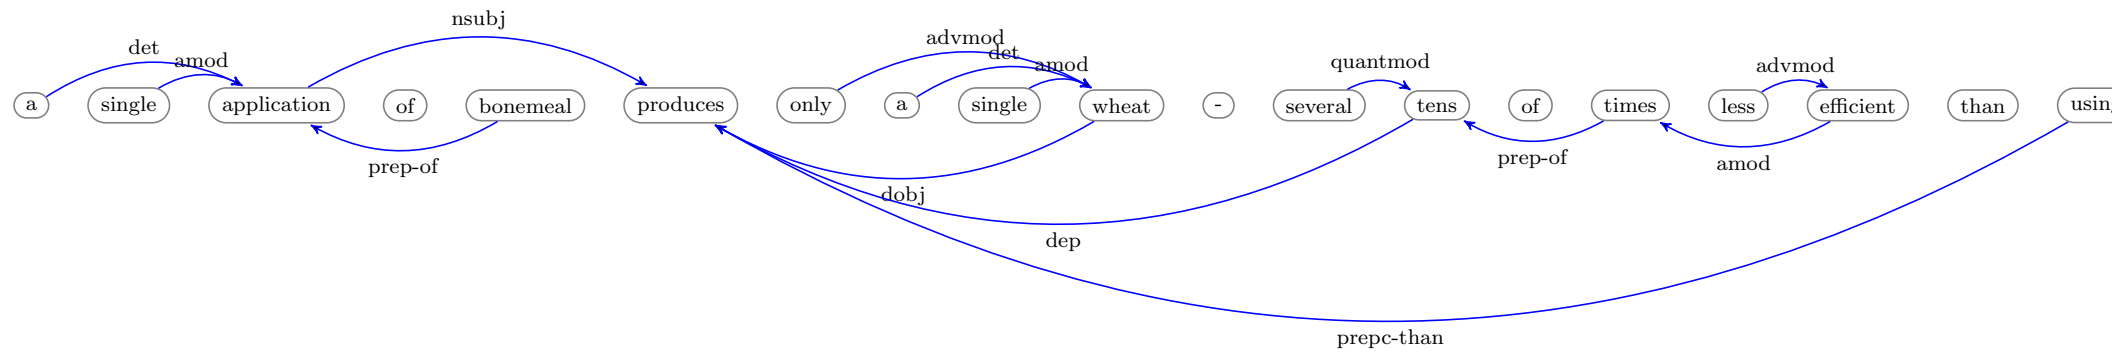 nsubj
det
advmod
det
amod
amod
quantmod
advmod
a single application of bonemeal produces only a single wheat - several tens of times less efficient than
prep-of
prep-of
amod
dobj
dep
prepc-than